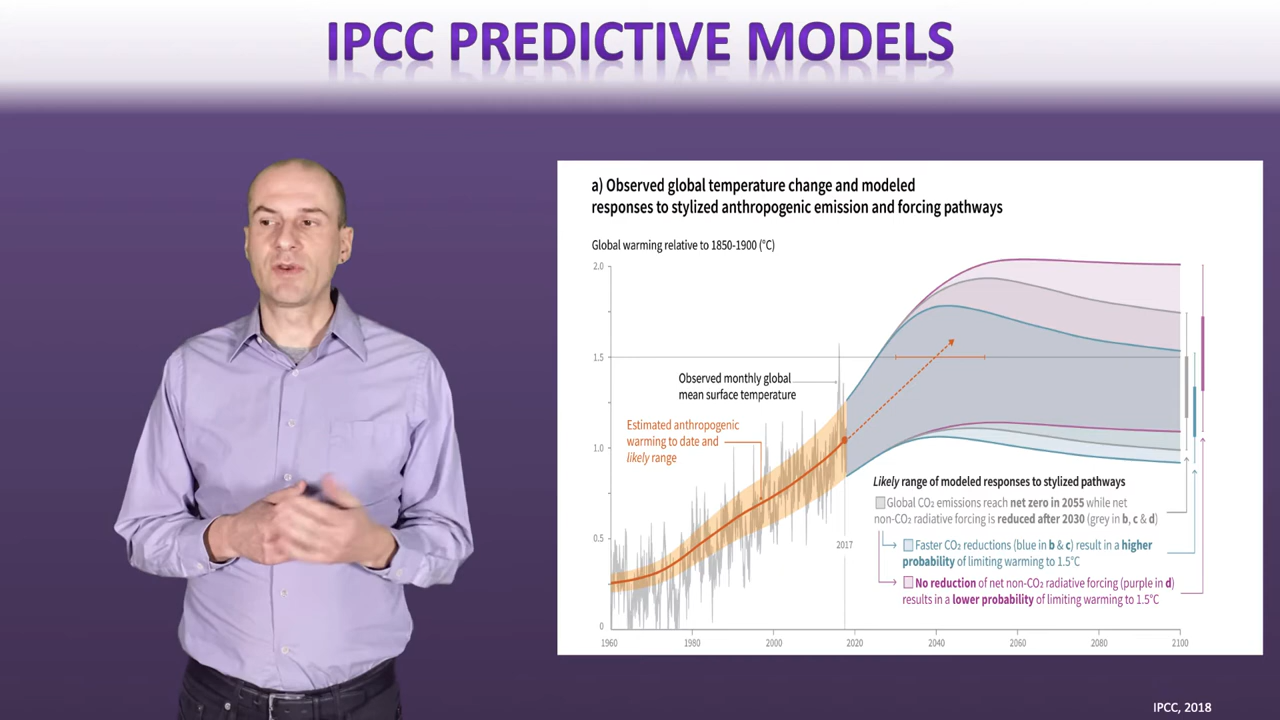 IPCC PREDICTIVE MODELS
a) Observed global temperature change and modeled
responses to stylized anthropogenic emission and forcing pathways
Global warming relative to 1850-1900 (°C)
2.0
1.5
Observed monthly global
mean surface temperature
Estimated anthropogenic
warming to date and
likely range
1.0
Likely range of modeled responses to stylized pathways
Global CO₂ emissions reach net zero in 2055 while net
non-CO₂ radiative forcing is reduced after 2030 (grey in b, c & d)
0.5
2017
Faster CO₂ reductions (blue in b & c) result in a higher
probability of limiting warming to 1.5°C
No reduction of net non-CO₂ radiative forcing (purple in d)
results in a lower probability of limiting warming to 1.5°C
0
1960 1980 2000 2020 2040 2060 2080 2100
IPCC, 2018